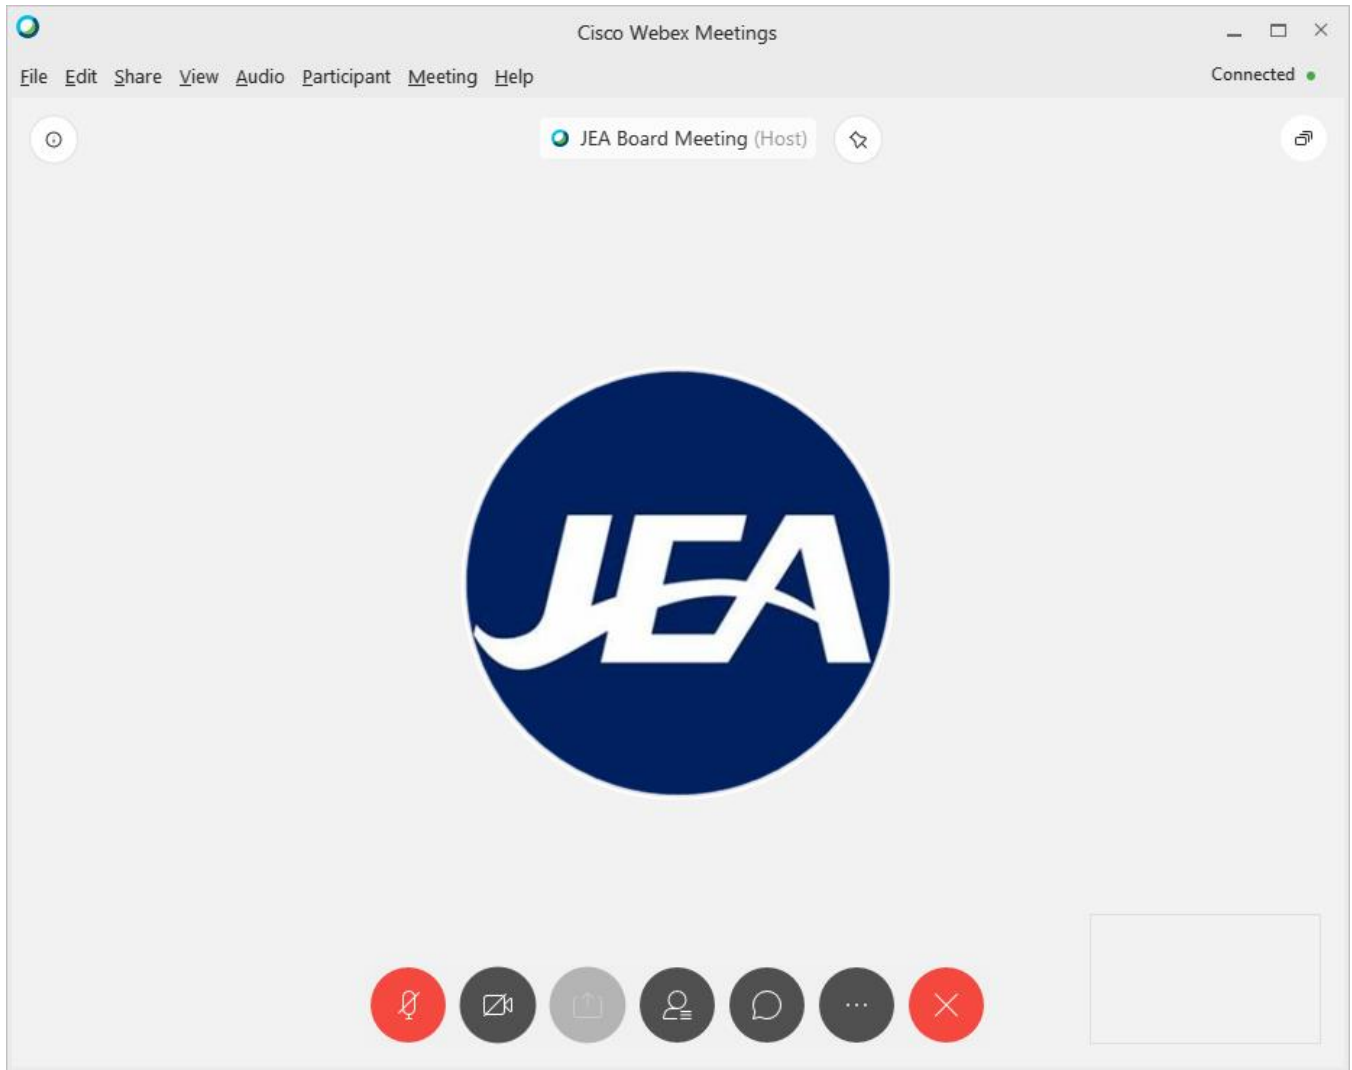 Cisco Webex Meetings
File Edit Share View Audio Participant Meeting Help
Connected
JEA Board Meeting (Host)
JEA